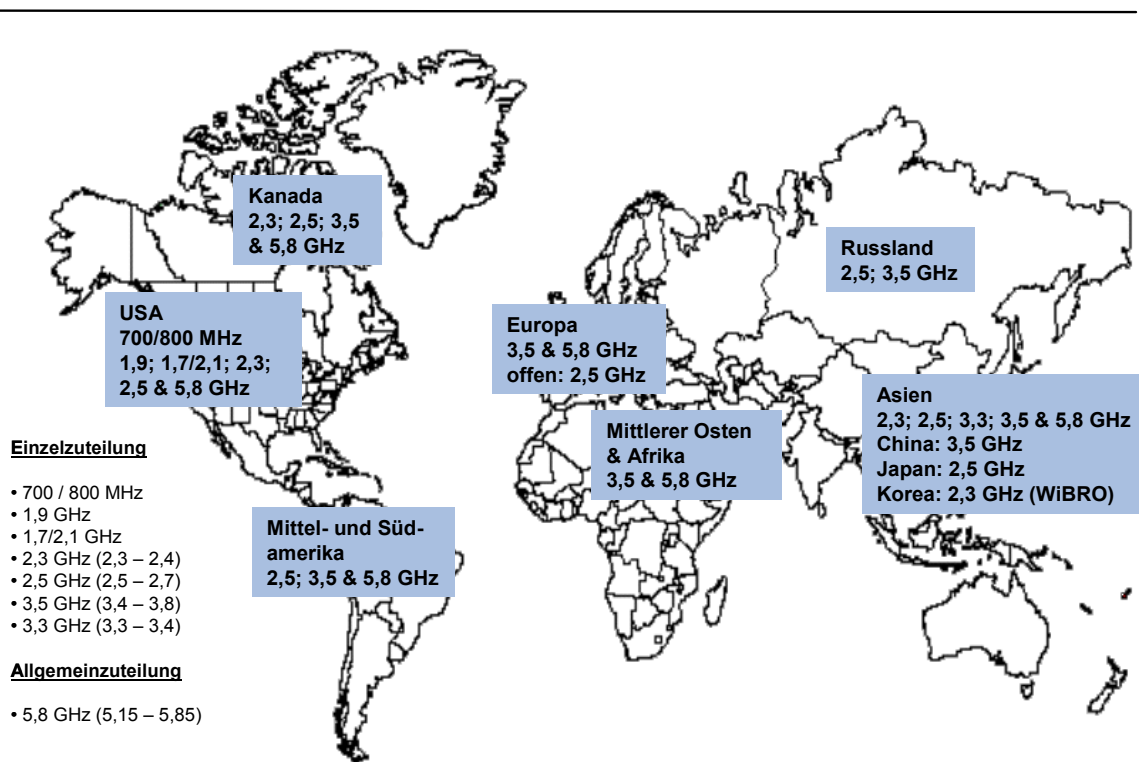 Kanada
2,3; 2,5; 3,5
& 5,8 GHz
Russland
2,5; 3,5 GHz
USA
700/800 MHz
1,9; 1,7/2,1; 2,3;
2,5 & 5,8 GHz
Europa
3,5 & 5,8 GHz
offen: 2,5 GHz
Asien
2,3; 2,5; 3,3; 3,5 & 5,8 GHz
China: 3,5 GHz
Japan: 2,5 GHz
Korea: 2,3 GHz (WiBRO)
Mittlerer Osten
& Afrika
3,5 & 5,8 GHz
Mittel- und Süd-
amerika
2,5; 3,5 & 5,8 GHz
Einzelzuteilung
• 700 / 800 MHz
• 1,9 GHz
• 1,7/2,1 GHz
• 2,3 GHz (2,3 – 2,4)
• 2,5 GHz (2,5 – 2,7)
• 3,5 GHz (3,4 – 3,8)
• 3,3 GHz (3,3 – 3,4)
Allgemeinzuteilung
• 5,8 GHz (5,15 – 5,85)